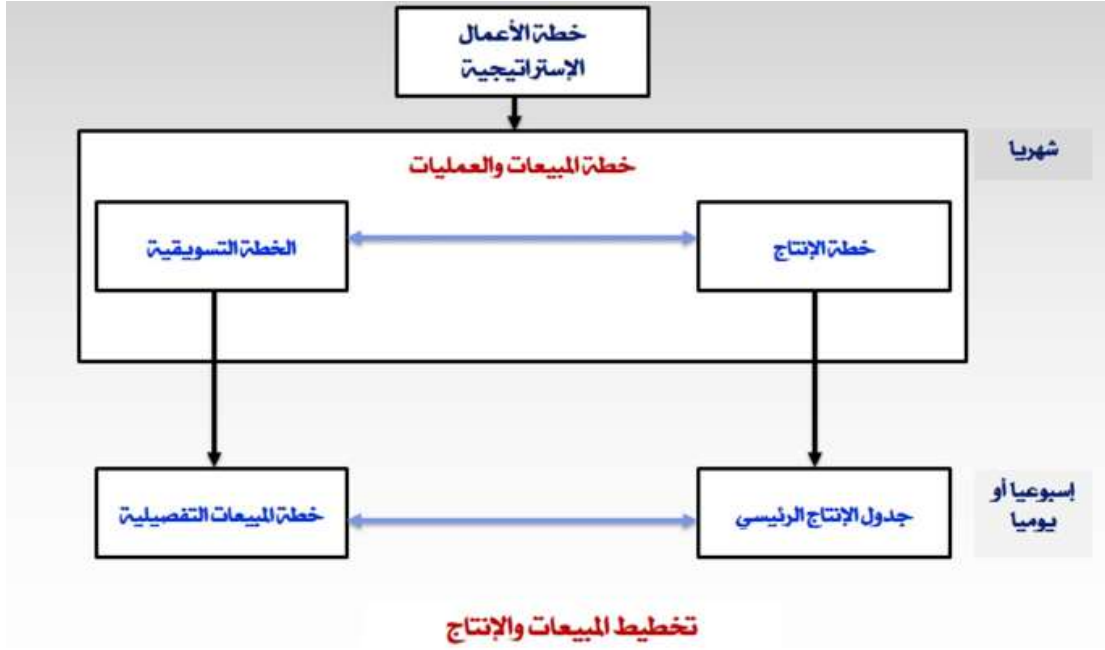 خطة الأعمال
الإستراتيجية
شهريا
خطة المبيعات والعمليات
خطة الإنتاج
الخطة التسويقية
إسبوعيا أو
يوميا
جدول الإنتاج الرئيسي
خطة المبيعات التفصيلية
تخطيط المبيعات والإنتاج